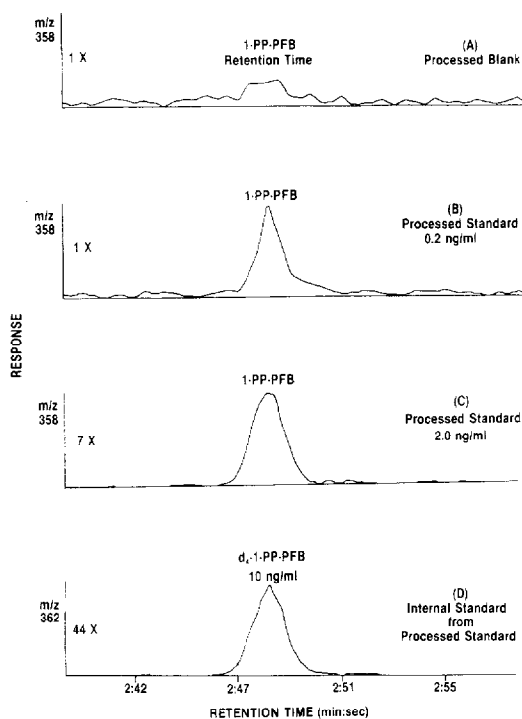 m/z
358
1 X
1-PP-PFB
Retention Time
(A)
Processed Blank
m/z
358
1 X
1-PP-PFB
(B)
Processed Standard
0.2 ng/ml
RESPONSE
m/z
358
7 X
1-PP-PFB
(C)
Processed Standard
2.0 ng/ml
m/z
362
44 X
d₄-1-PP-PFB
10 ng/ml
(D)
Internal Standard
from
Processed Standard
2:42 2:47 2:51 2:55
RETENTION TIME (min:sec)